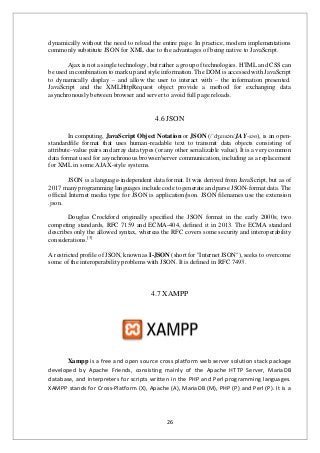 dynamically without the need to reload the entire page. In practice, modern implementations
commonly substitute JSON for XML due to the advantages of being native to JavaScript.
Ajax is not a single technology, but rather a group of technologies. HTML and CSS can
be used in combination to mark up and style information. The DOM is accessed with JavaScript
to dynamically display – and allow the user to interact with – the information presented.
JavaScript and the XMLHttpRequest object provide a method for exchanging data
asynchronously between browser and server to avoid full page reloads.
4.6 JSON
In computing, JavaScript Object Notation or JSON is an open-
standard file format that uses human-readable text to transmit data objects consisting of
attribute–value pairs and array data types (or any other serializable value). It is a very common
data format used for asynchronous browser/server communication, including as a replacement
for XML in some AJAX-style systems.
JSON is a language-independent data format. It was derived from JavaScript, but as of
2017 many programming languages include code to generate and parse JSON-format data. The
official Internet media type for JSON is application/json. JSON filenames use the extension
.json.
Douglas Crockford originally specified the JSON format in the early 2000s; two
competing standards, RFC 7159 and ECMA-404, defined it in 2013. The ECMA standard
describes only the allowed syntax, whereas the RFC covers some security and interoperability
considerations.
A restricted profile of JSON, known as I-JSON (short for "Internet JSON"), seeks to overcome
some of the interoperability problems with JSON. It is defined in RFC 7493.
4.7 XAMPP
XAMPP
Xampp is a free and open source cross platform web server solution stack package
developed by Apache Friends, consisting mainly of the Apache HTTP Server, MariaDB
database, and interpreters for scripts written in the PHP and Perl programming languages.
XAMPP stands for Cross-Platform (X), Apache (A), MariaDB (M), PHP (P) and Perl (P). It is a
26